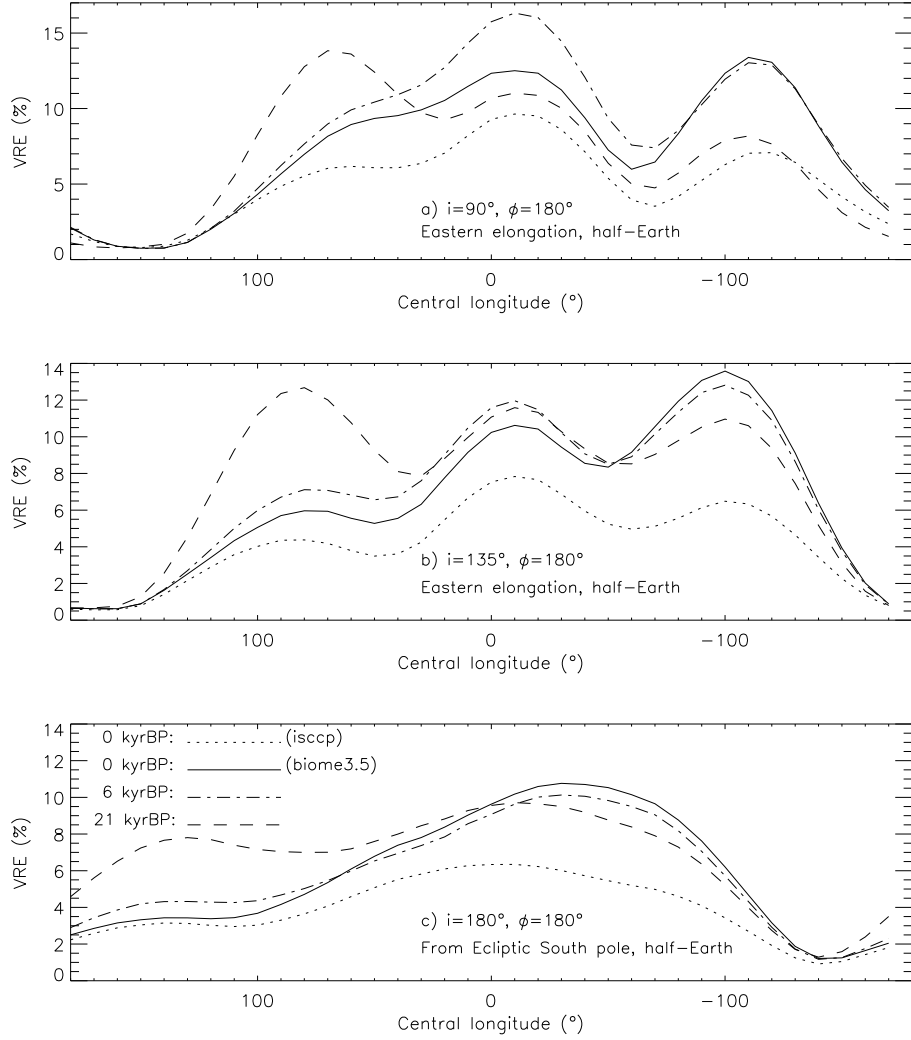 15
10
5
0
VRE (%)
a) i=90°, ϕ=180°
Eastern elongation, half-Earth
100 0 -100
Central longitude (°)
14
12
10
8
6
4
2
0
VRE (%)
b) i=135°, ϕ=180°
Eastern elongation, half-Earth
100 0 -100
Central longitude (°)
14
12
10
8
6
4
2
0
VRE (%)
0 kyrBP: (isccp)
0 kyrBP: (biome3.5)
6 kyrBP:
21 kyrBP:
c) i=180°, ϕ=180°
From Ecliptic South pole, half-Earth
100 0 -100
Central longitude (°)